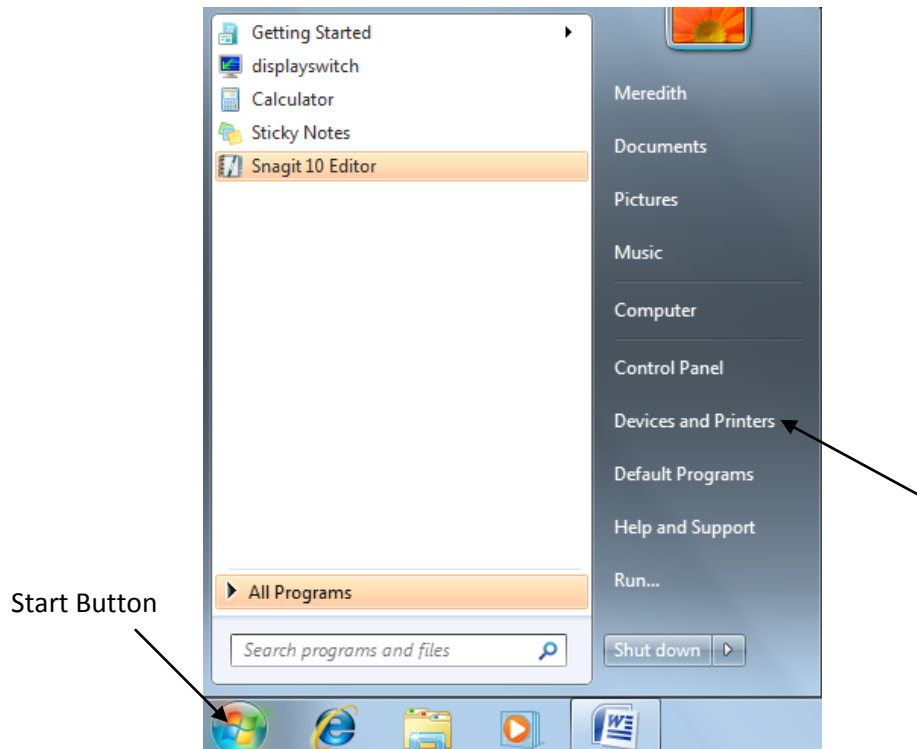 Getting Started
displayswitch
Calculator
Sticky Notes
Snagit 10 Editor
All Programs
Search programs and files
Meredith
Documents
Pictures
Music
Computer
Control Panel
Devices and Printers
Default Programs
Help and Support
Run...
Shut down
Start Button
W